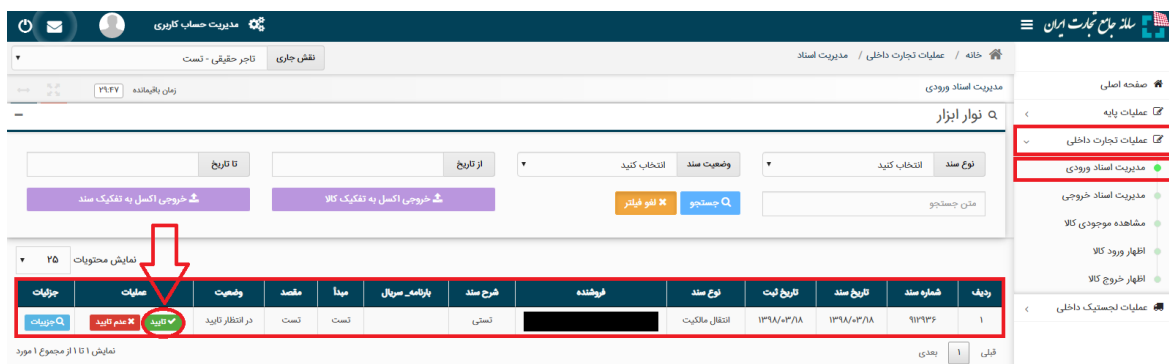 سامانه جامع تجارت ایران
مدیریت حساب کاربری
صفحه اصلی
عملیات پایه
عملیات تجارت داخلی
مدیریت اسناد ورودی
مدیریت اسناد خروجی
مشاهده موجودی کالا
اظهار ورود کالا
اظهار خروج کالا
عملیات لجستیک داخلی
خانه / عملیات تجارت داخلی / مدیریت اسناد
نقش جاری تاجر حقیقی - تست
مدیریت اسناد ورودی
زمان باقیمانده ۲۹:۴۷
نوار ابزار
نوع سند انتخاب کنید وضعیت سند انتخاب کنید از تاریخ تا تاریخ
متن جستجو جستجو لغو فیلتر خروجی اکسل به تفکیک کالا خروجی اکسل به تفکیک سند
نمایش محتویات ۲۵
ردیف شماره سند تاریخ سند تاریخ ثبت نوع سند فروشنده شرح سند بارنامه_ سریال مبدأ مقصد وضعیت عملیات جزئیات
۱ ۹۱۲۹۳۶ ۱۳۹۸/۰۳/۱۸ ۱۳۹۸/۰۳/۱۸ انتقال مالکیت تستی تست تست در انتظار تایید تایید عدم تایید جزییات
قبلی ۱ بعدی
نمایش ۱ تا ۱ از مجموع ۱ مورد